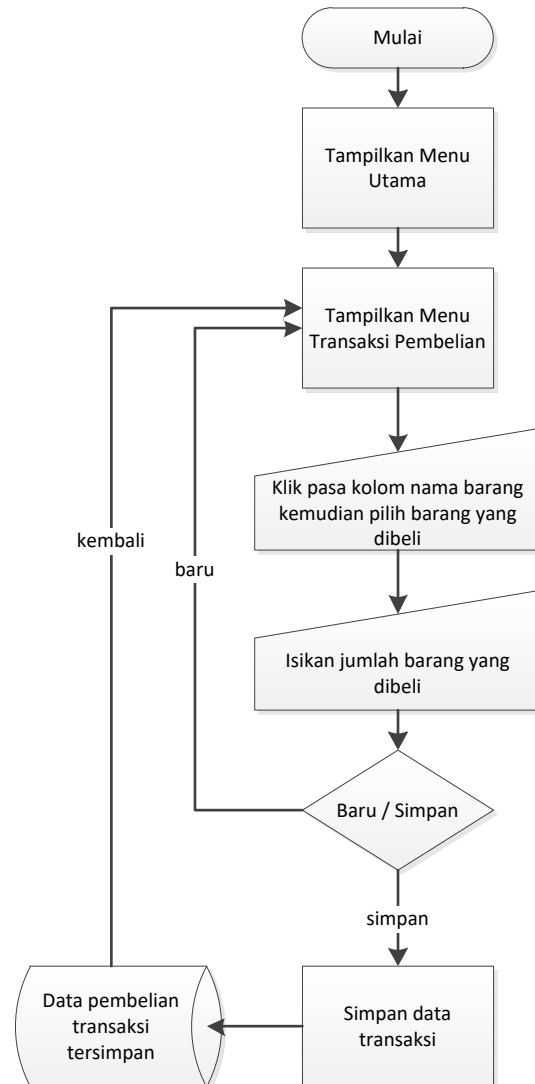 Mulai
Tampilkan Menu
Utama
Tampilkan Menu
Transaksi Pembelian
Klik pasa kolom nama barang
kemudian pilih barang yang
dibeli
kembali
baru
Isikan jumlah barang yang
dibeli
Baru / Simpan
simpan
Data pembelian
transaksi
tersimpan
Simpan data
transaksi